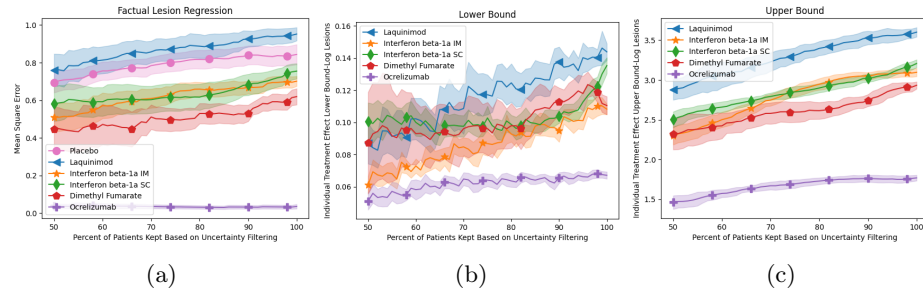 Factual Lesion Regression
Mean Square Error
1.0
0.8
0.6
0.4
0.2
0.0
Placebo
Laquinimod
Interferon beta-1a IM
Interferon beta-1a SC
Dimethyl Fumarate
Ocrelizumab
50 60 70 80 90 100
Percent of Patients Kept Based on Uncertainty Filtering
(a)
Lower Bound
Individual Treatment Effect Lower Bound-Log Lesions
0.16
0.14
0.12
0.10
0.08
0.06
Laquinimod
Interferon beta-1a IM
Interferon beta-1a SC
Dimethyl Fumarate
Ocrelizumab
50 60 70 80 90 100
Percent of Patients Kept Based on Uncertainty Filtering
(b)
Upper Bound
Individual Treatment Effect Upper Bound-Log Lesions
3.5
3.0
2.5
2.0
1.5
Laquinimod
Interferon beta-1a IM
Interferon beta-1a SC
Dimethyl Fumarate
Ocrelizumab
50 60 70 80 90 100
Percent of Patients Kept Based on Uncertainty Filtering
(c)